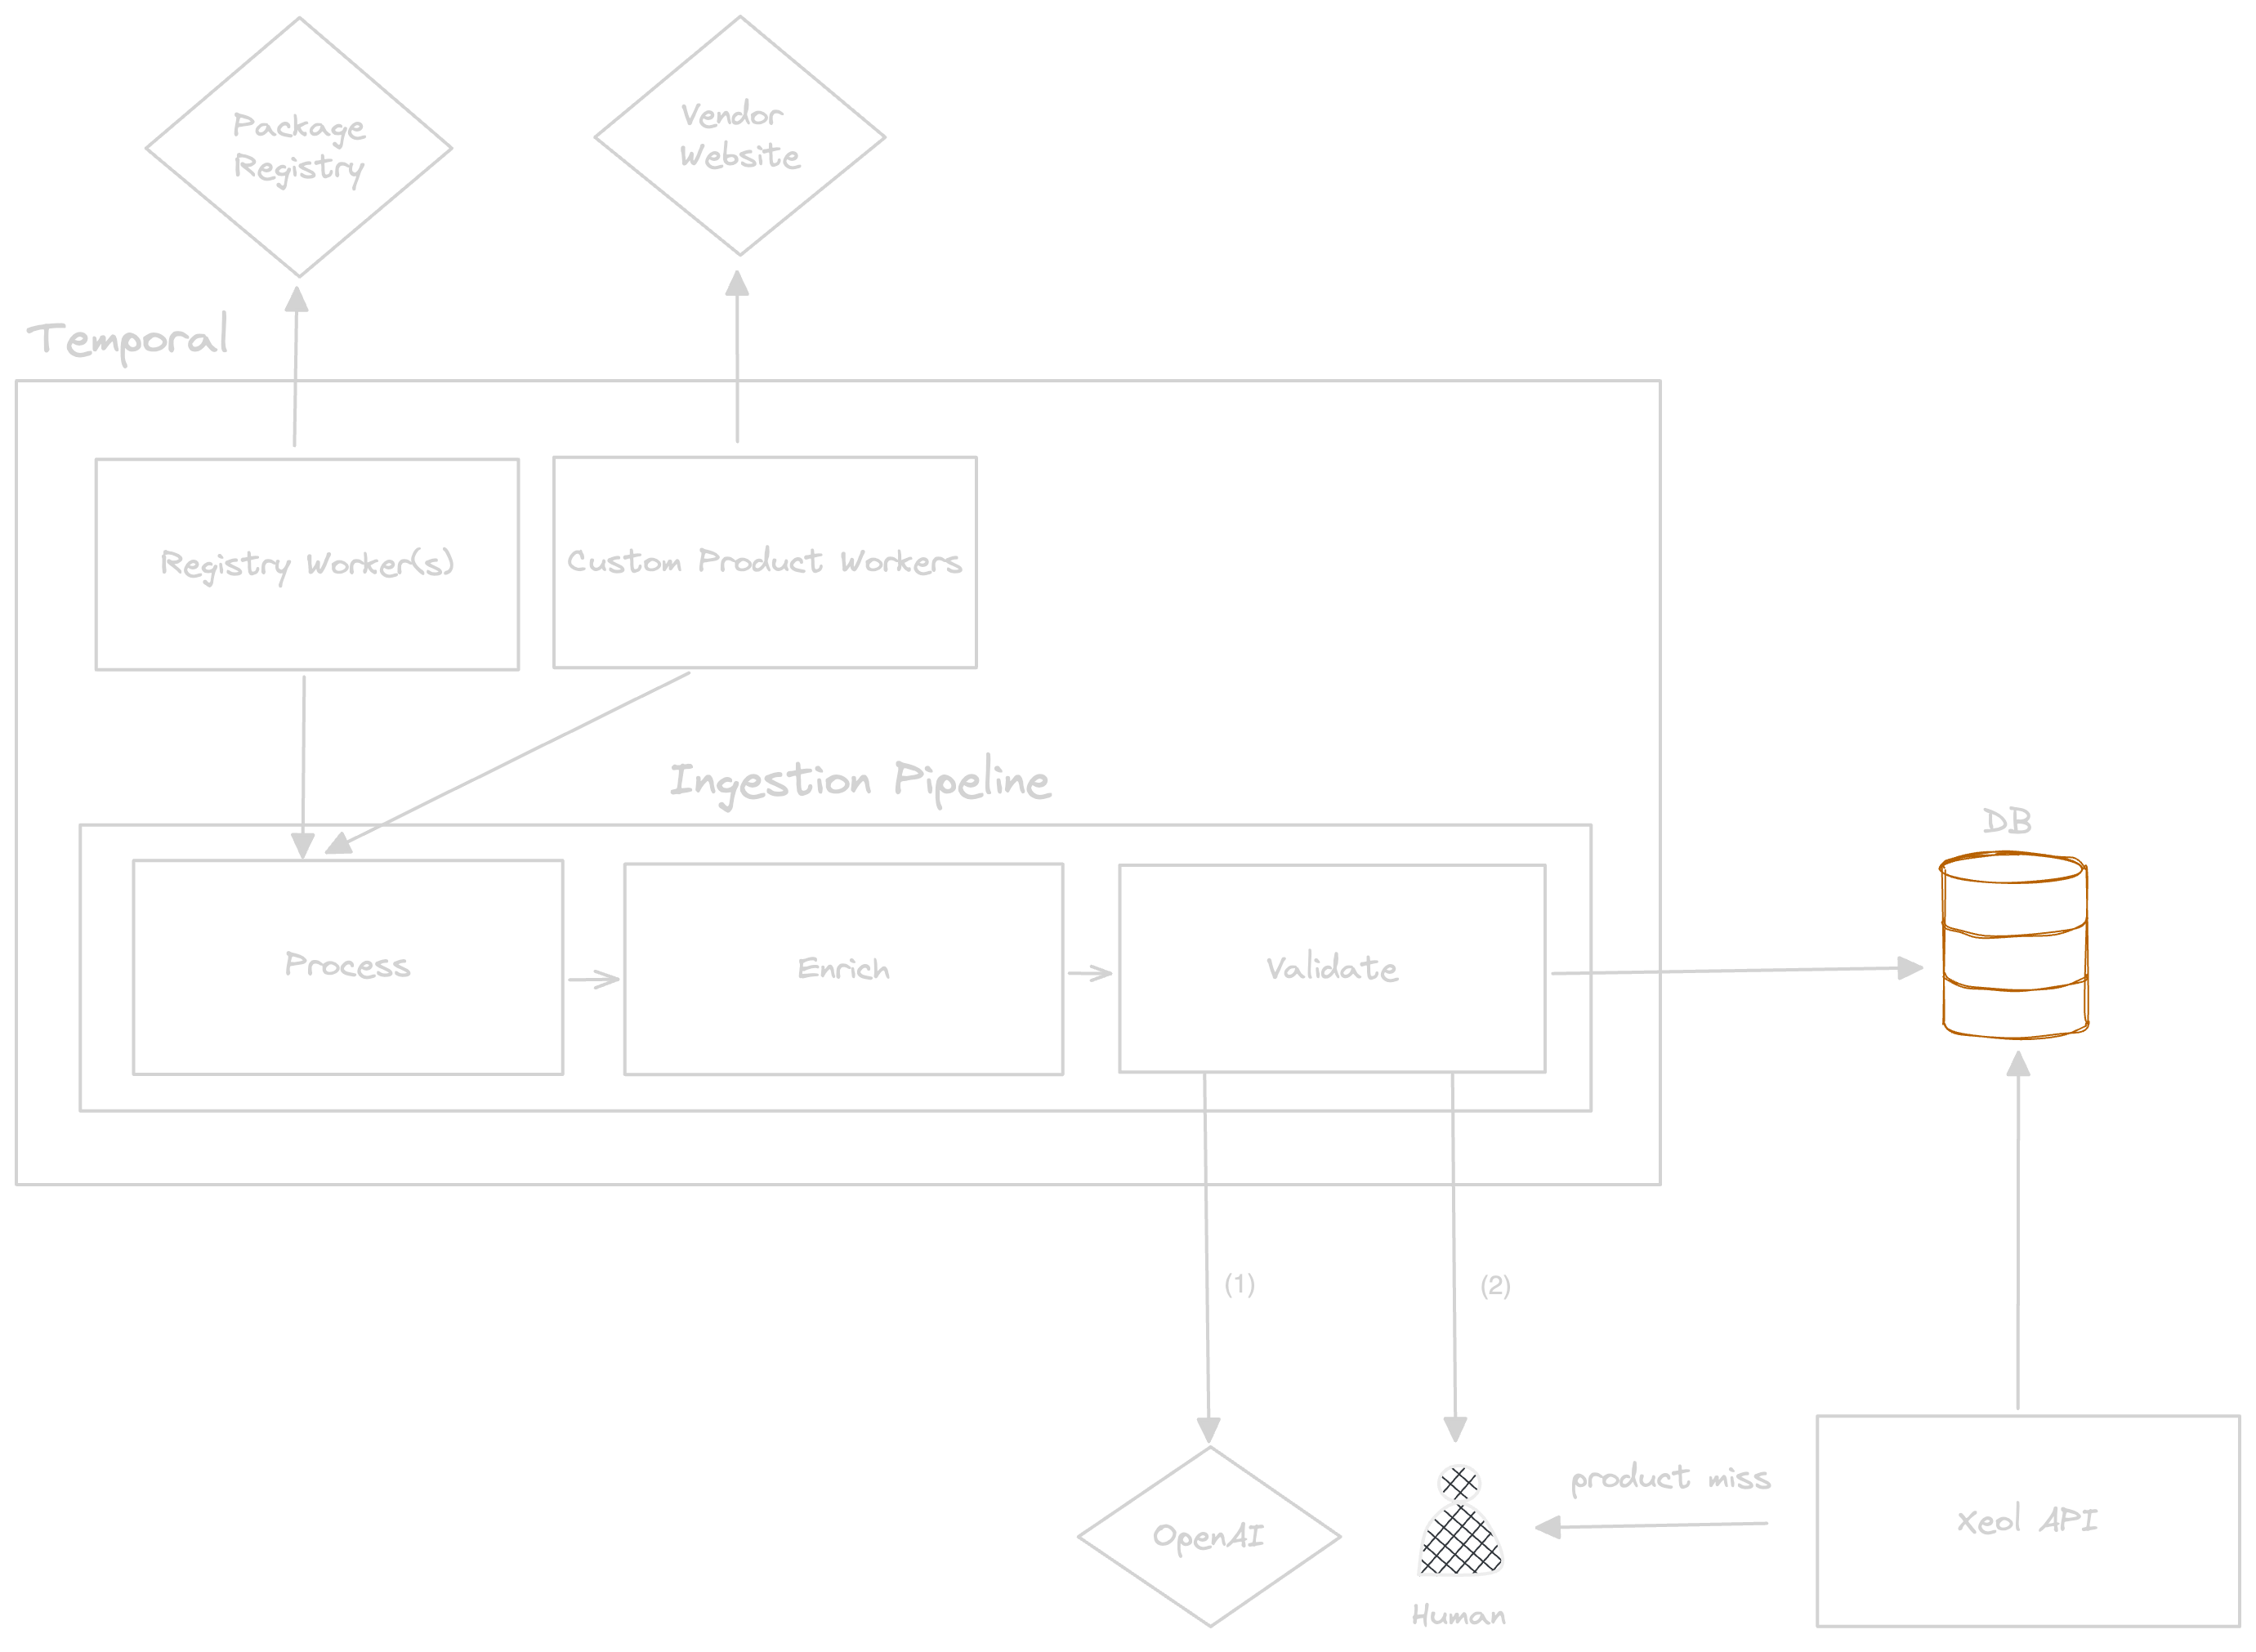 Package
Registry
Vendor
Website
Temporal
Registry Worker(s)
Custom Product Workers
Ingestion Pipeline
DB
Process
Enrich
Validate
(1)
(2)
product miss
OpenAI
Xeol API
Human